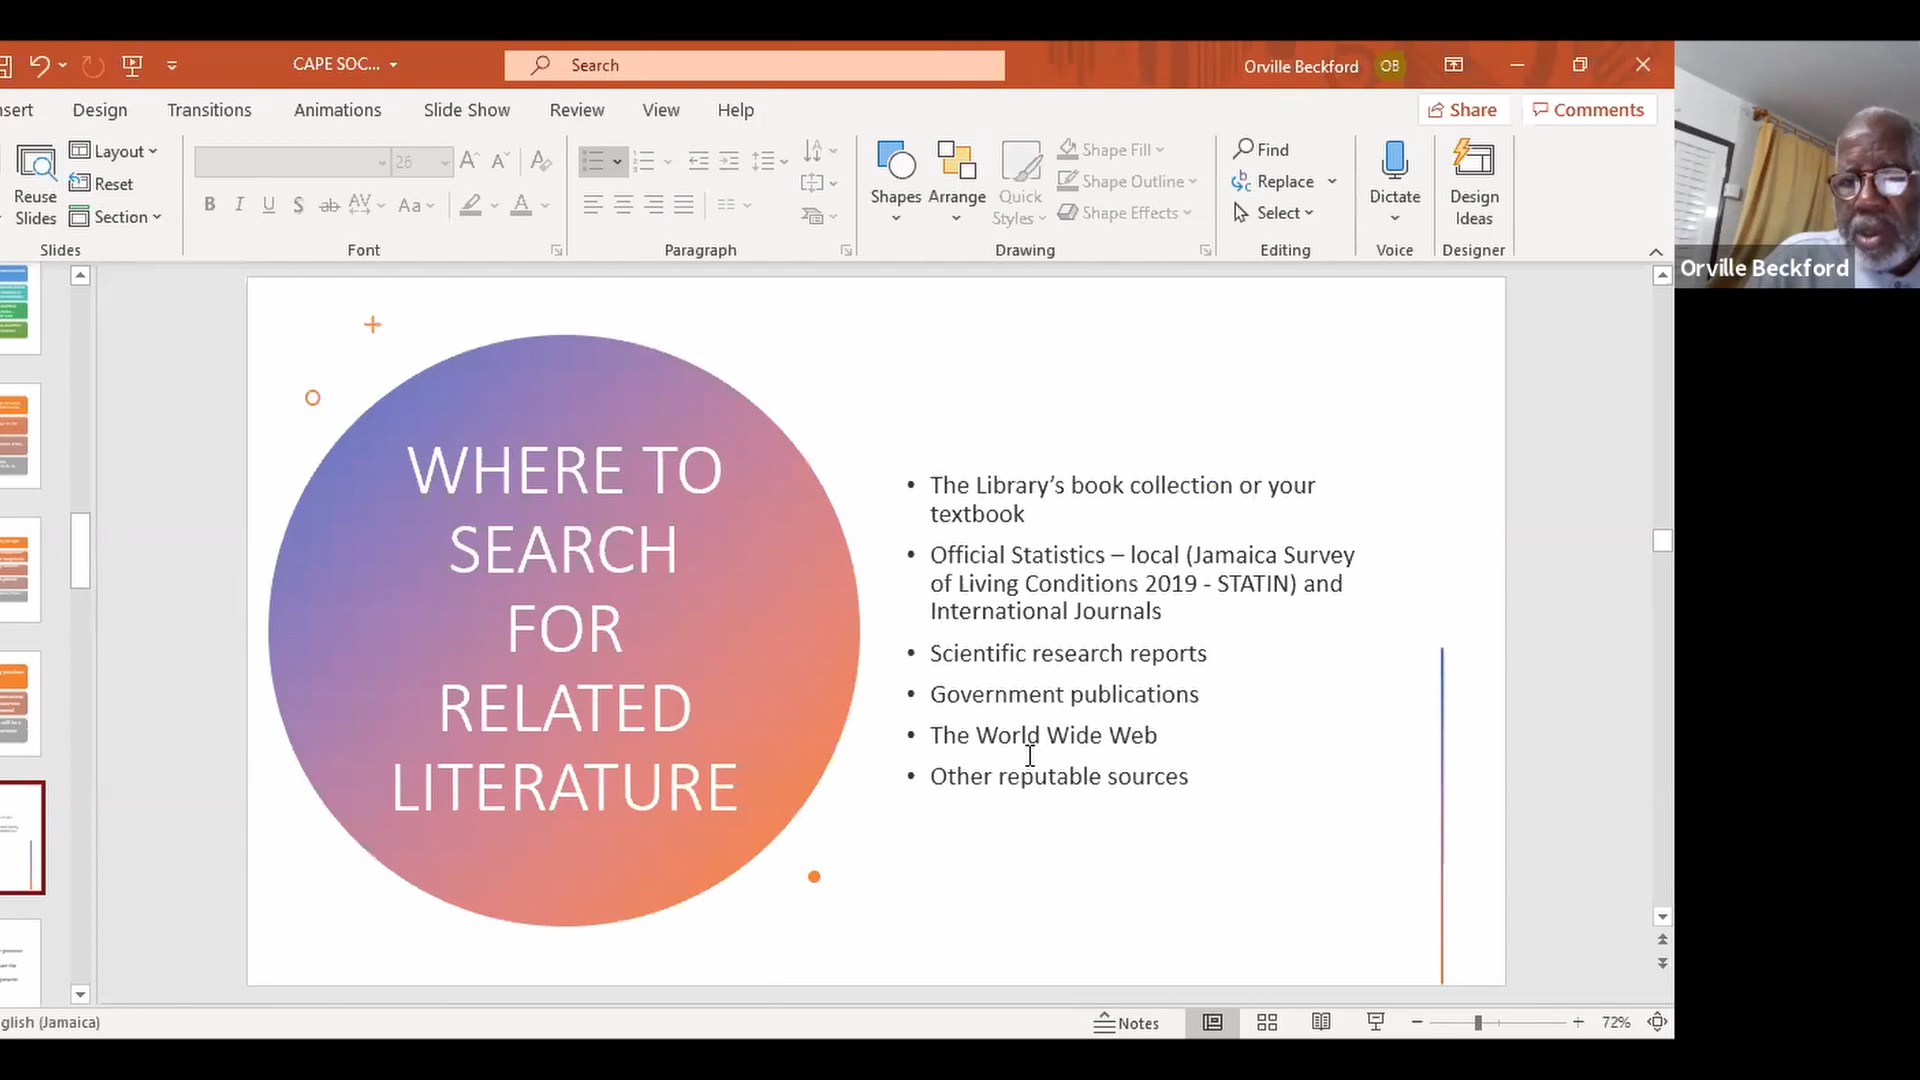 CAPE SOC...
Search
Orville Beckford
OB
Design
Transitions
Animations
Slide Show
Review
View
Help
Share
Comments
Reuse
Slides
Layout
Reset
Section
Slides
26
B I U S ab AV Aa A
Font
Paragraph
Shapes
Arrange
Quick
Styles
Shape Fill
Shape Outline
Shape Effects
Drawing
Find
Replace
Select
Editing
Dictate
Voice
Design
Ideas
Designer
Orville Beckford
WHERE TO
SEARCH
FOR
RELATED
LITERATURE
• The Library’s book collection or your
textbook
• Official Statistics – local (Jamaica Survey
of Living Conditions 2019 - STATIN) and
International Journals
• Scientific research reports
• Government publications
• The World Wide Web
• Other reputable sources
glish (Jamaica)
Notes
72%